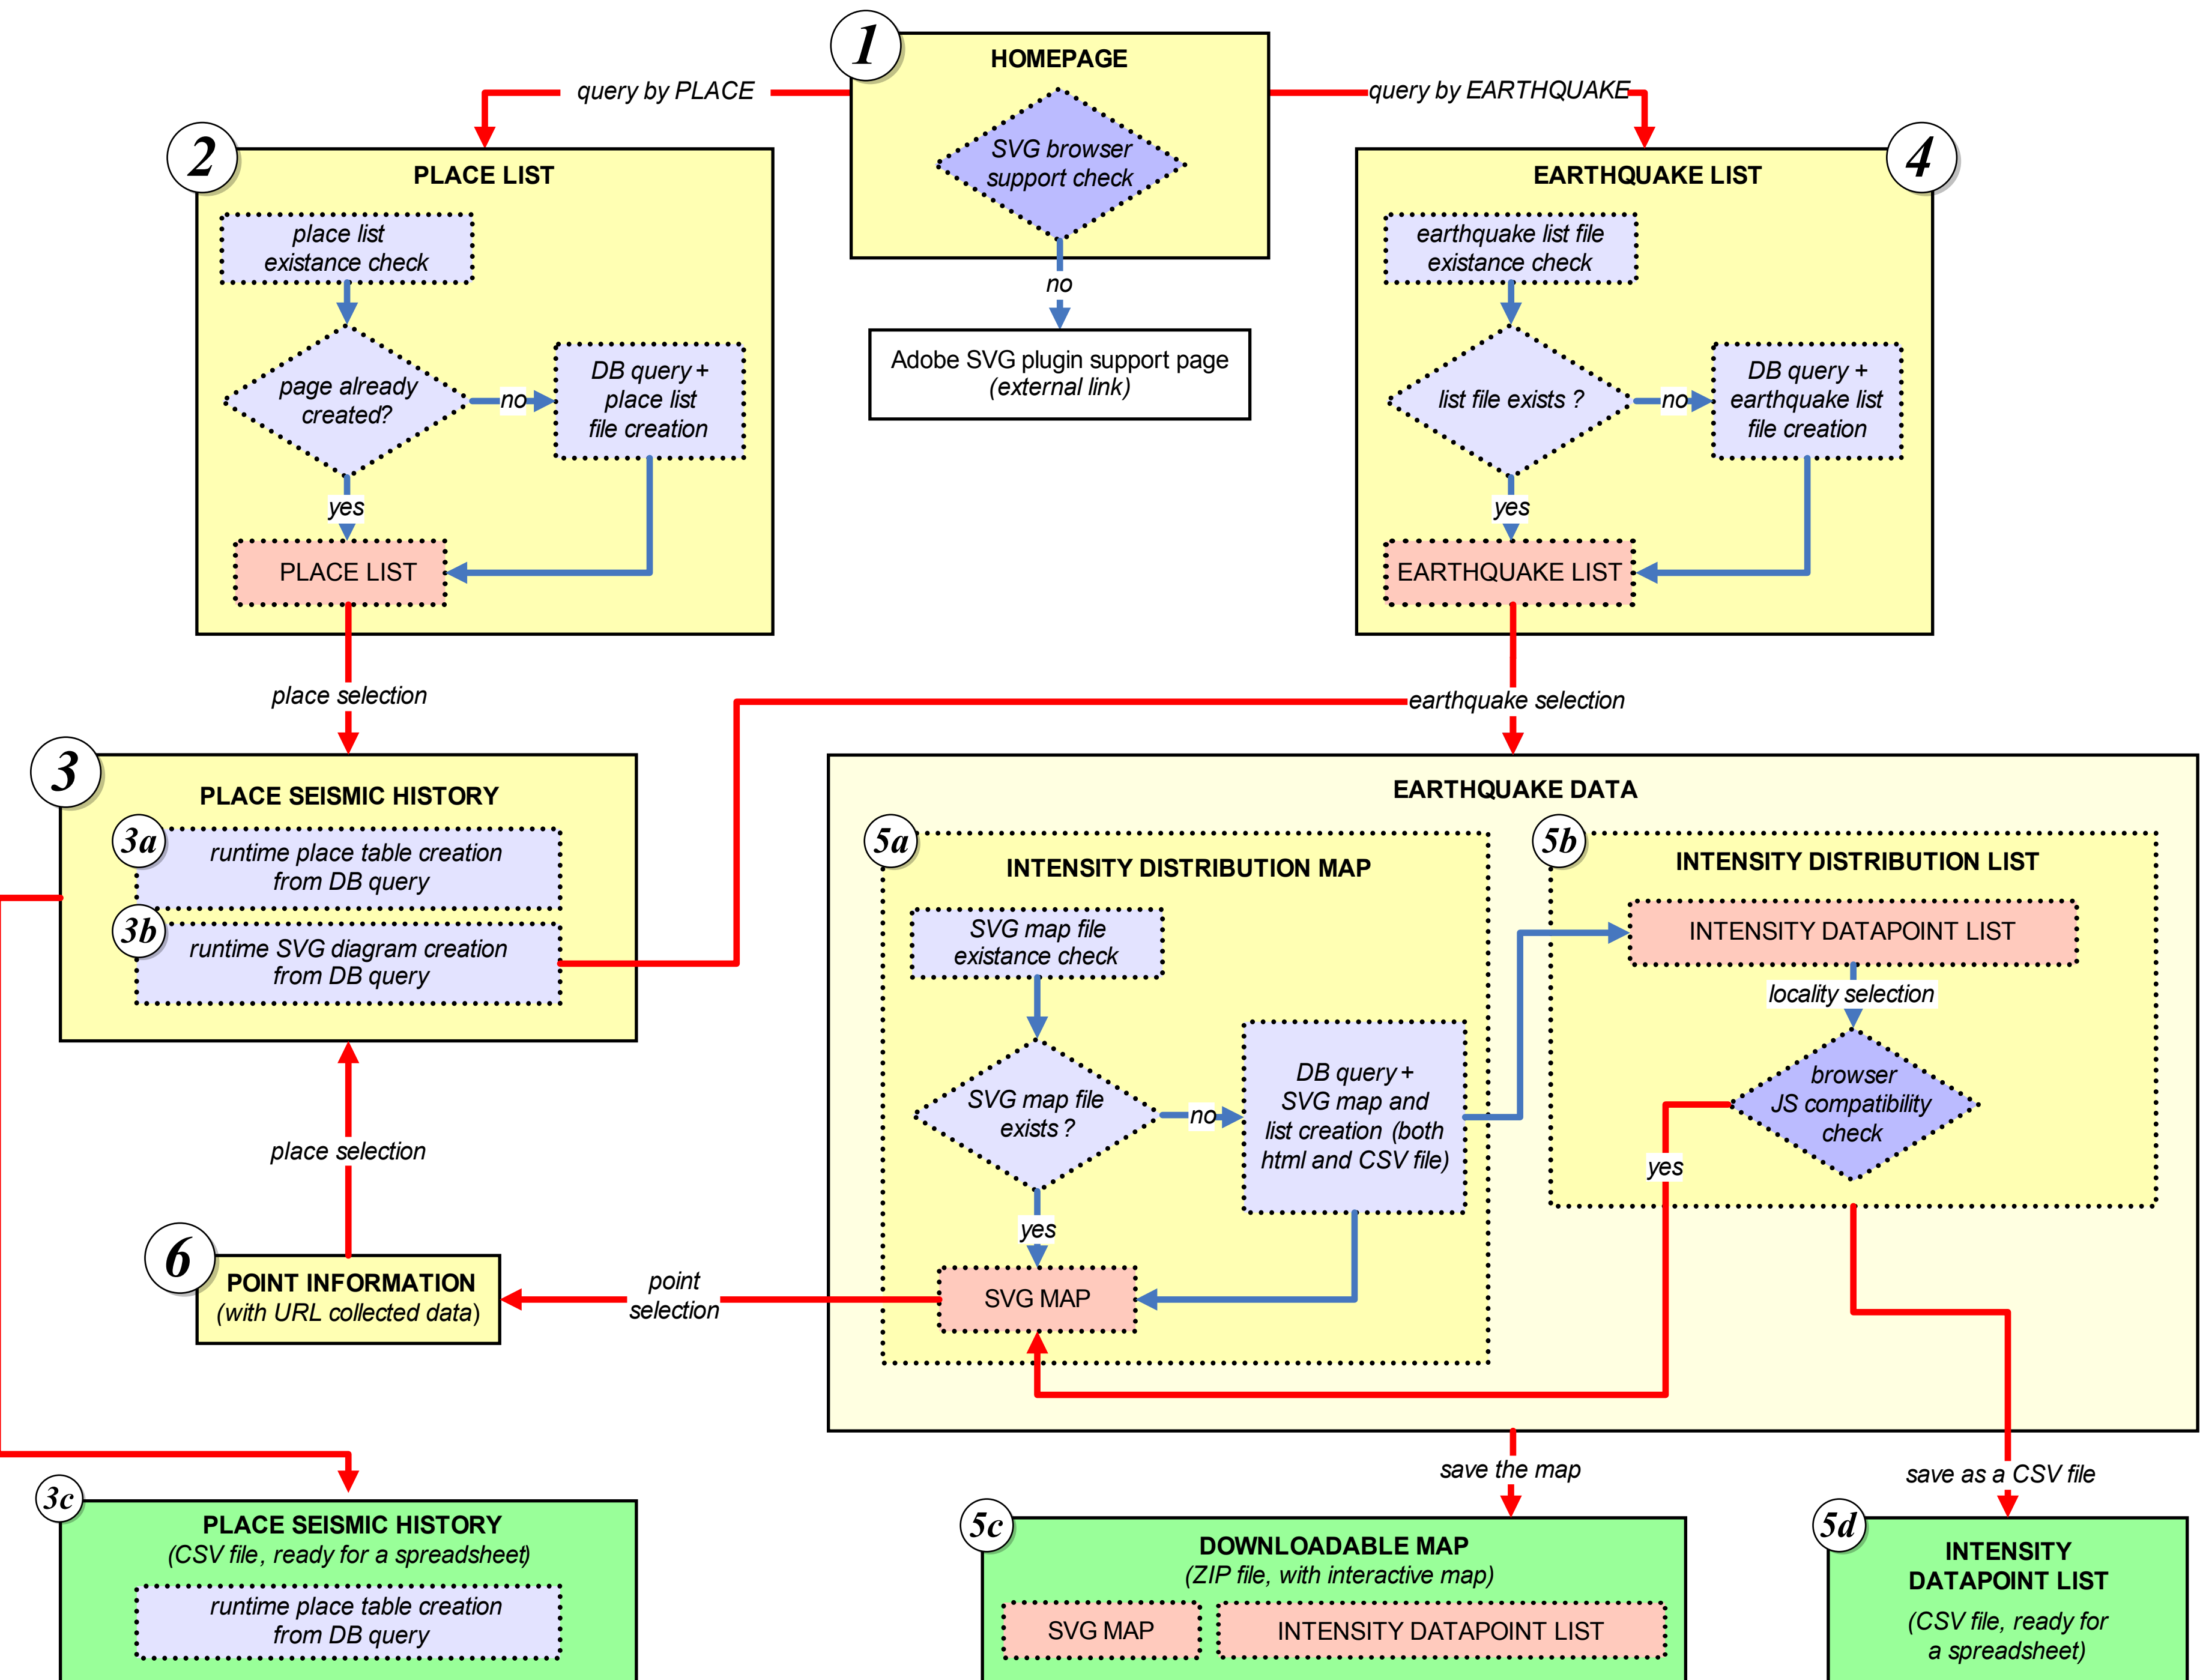 1
HOMEPAGE
SVG browser
support check
query by PLACE
query by EARTHQUAKE
no
Adobe SVG plugin support page
(external link)
2
PLACE LIST
place list
existance check
page already
created?
no
DB query +
place list
file creation
yes
PLACE LIST
place selection
4
EARTHQUAKE LIST
earthquake list file
existance check
list file exists ?
no
DB query +
earthquake list
file creation
yes
EARTHQUAKE LIST
earthquake selection
3
PLACE SEISMIC HISTORY
3a
runtime place table creation
from DB query
3b
runtime SVG diagram creation
from DB query
place selection
6
POINT INFORMATION
(with URL collected data)
point
selection
EARTHQUAKE DATA
5a
INTENSITY DISTRIBUTION MAP
SVG map file
existance check
SVG map file
exists ?
no
DB query +
SVG map and
list creation (both
html and CSV file)
yes
SVG MAP
5b
INTENSITY DISTRIBUTION LIST
INTENSITY DATAPOINT LIST
locality selection
browser
JS compatibility
check
yes
save the map
save as a CSV file
3c
PLACE SEISMIC HISTORY
(CSV file, ready for a spreadsheet)
runtime place table creation
from DB query
5c
DOWNLOADABLE MAP
(ZIP file, with interactive map)
SVG MAP
INTENSITY DATAPOINT LIST
5d
INTENSITY
DATAPOINT LIST
(CSV file, ready for
a spreadsheet)